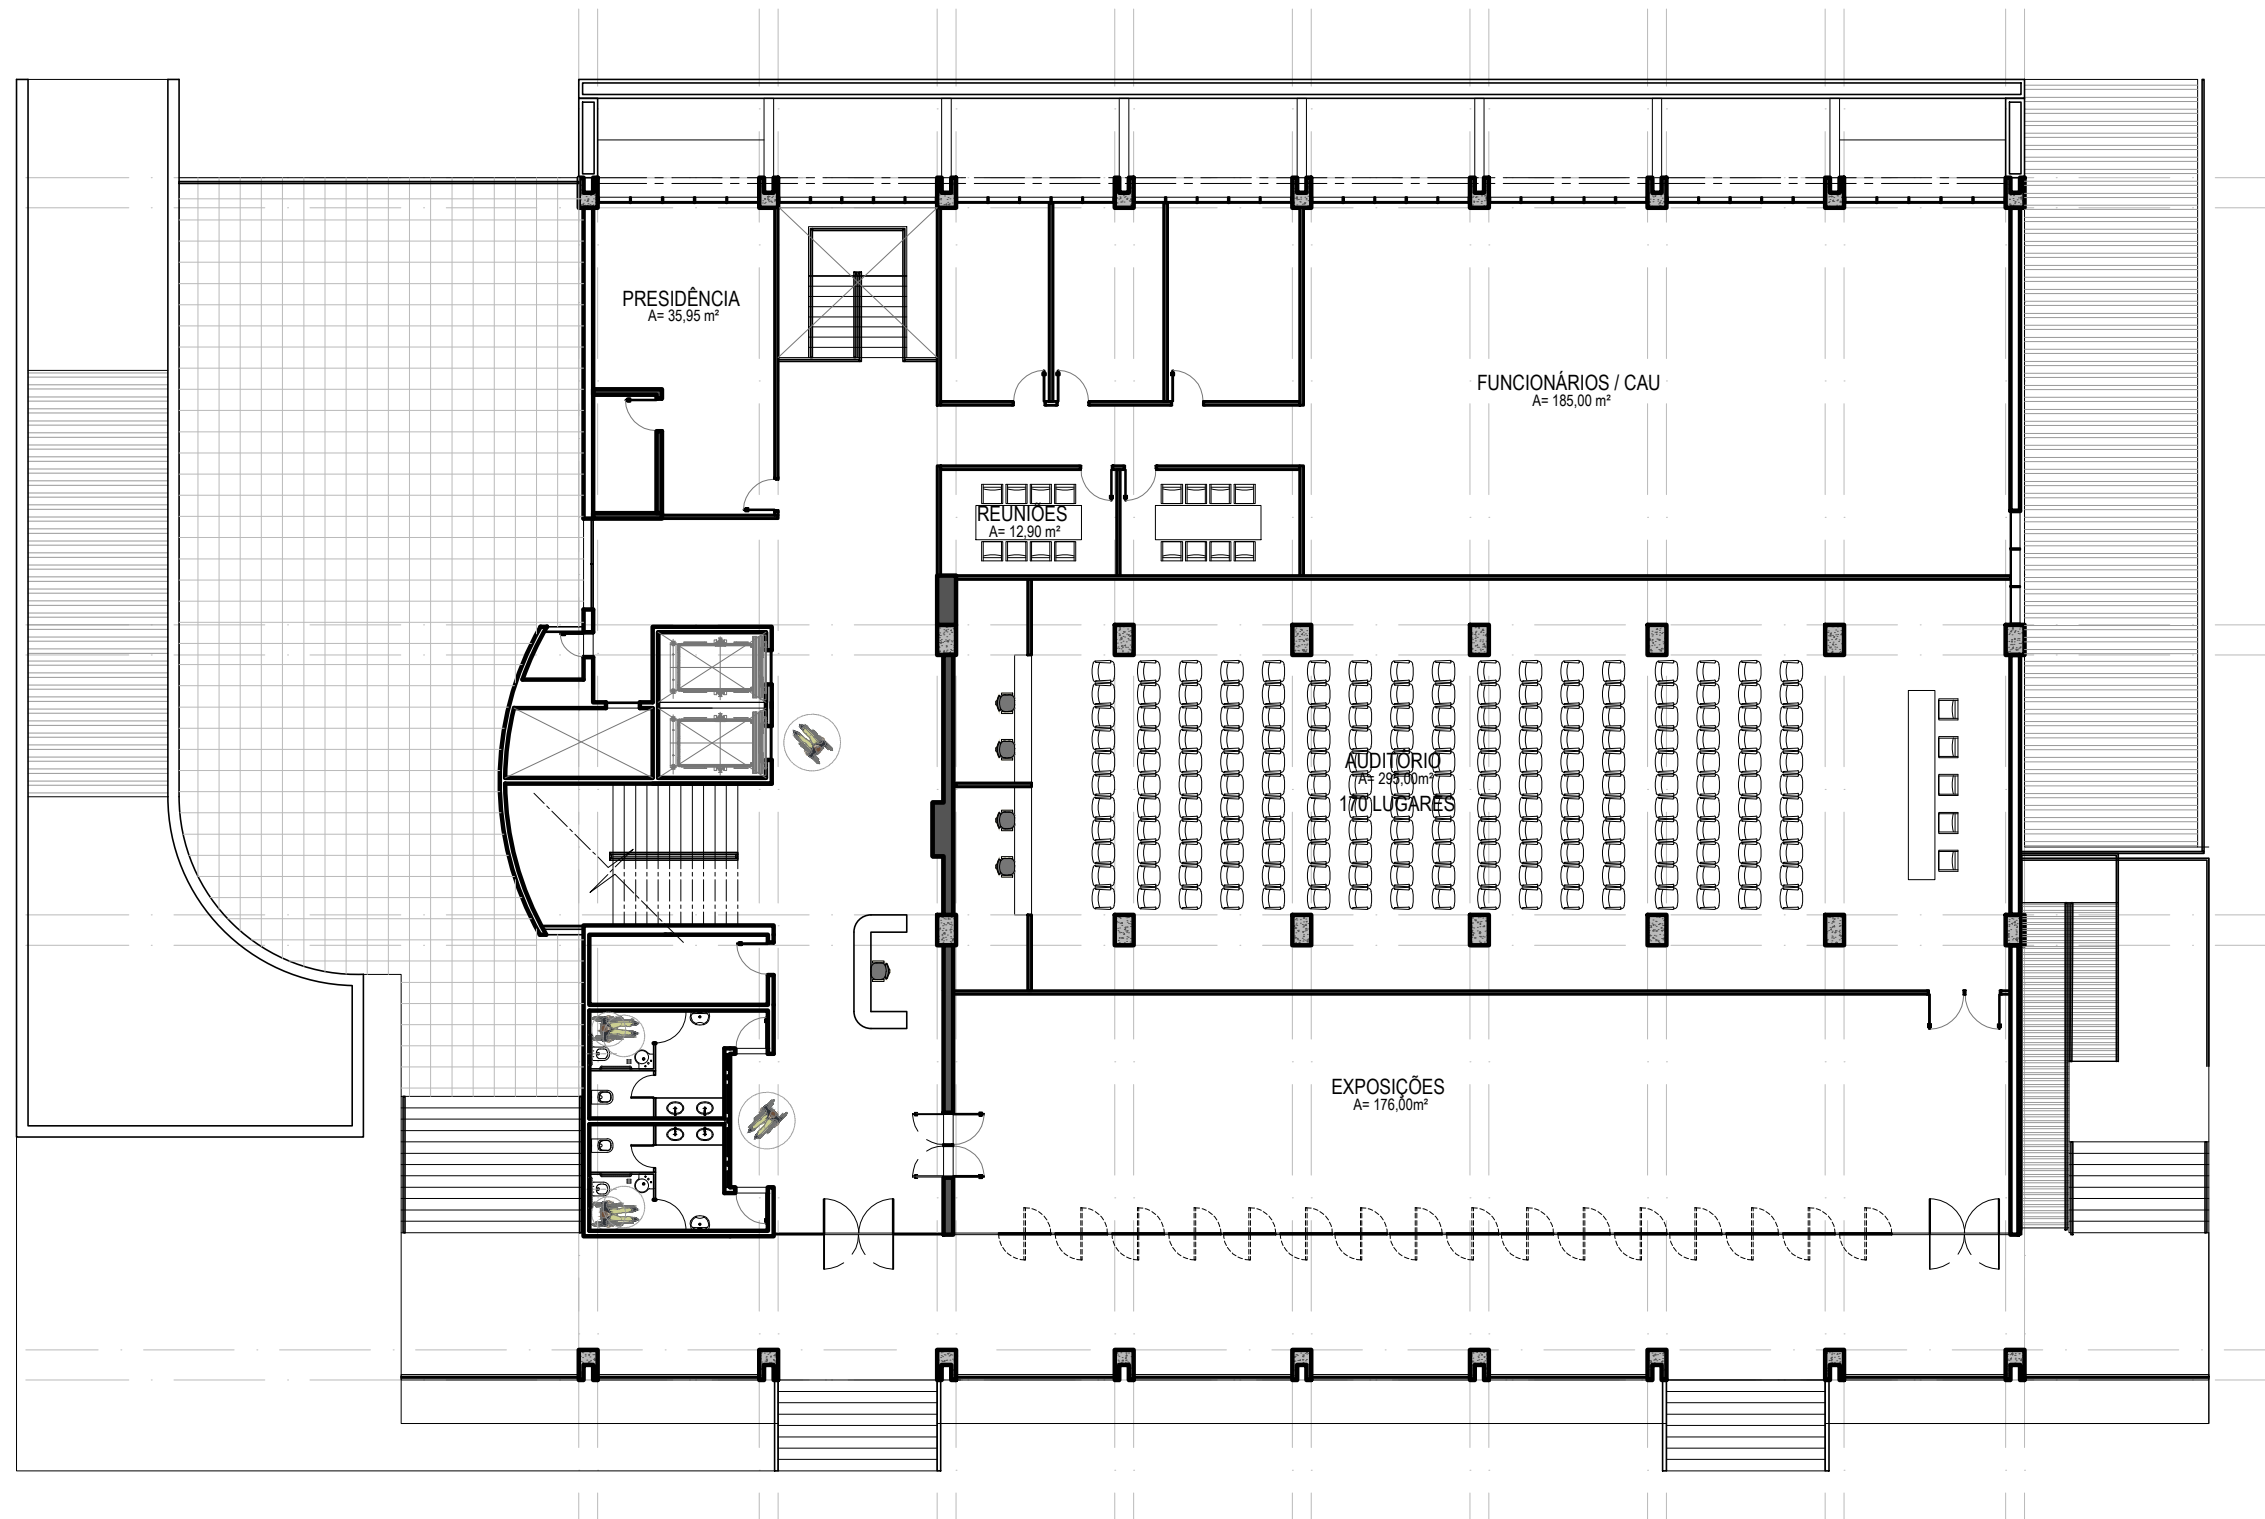 PRESIDÊNCIA
A= 35,95 m²
FUNCIONÁRIOS / CAU
A= 185,00 m²
REUNIÕES
A= 12,90 m²
AUDITÓRIO
A= 295,00m²
170 LUGARES
EXPOSIÇÕES
A= 176,00m²